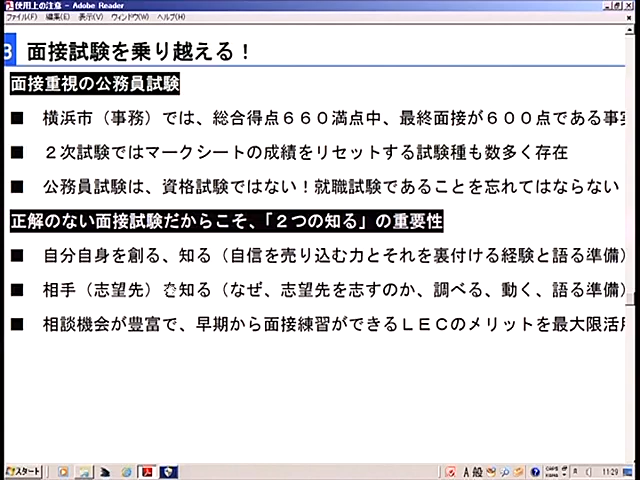 使用上の注意 - Adobe Reader
ファイル(F) 編集(E) 表示(V) ウィンドウ(W) ヘルプ(H)
3 面接試験を乗り越える！
面接重視の公務員試験
■ 横浜市（事務）では、総合得点６６０満点中、最終面接が６００点である事実
■ ２次試験ではマークシートの成績をリセットする試験種も数多く存在
■ 公務員試験は、資格試験ではない！就職試験であることを忘れてはならない
正解のない面接試験だからこそ、「２つの知る」の重要性
■ 自分自身を創る、知る（自信を売り込む力とそれを裏付ける経験と語る準備）
■ 相手（志望先）を知る（なぜ、志望先を志すのか、調べる、動く、語る準備）
■ 相談機会が豊富で、早期から面接練習ができるＬＥＣのメリットを最大限活用
スタート A 般 CAPS KANA 11:29